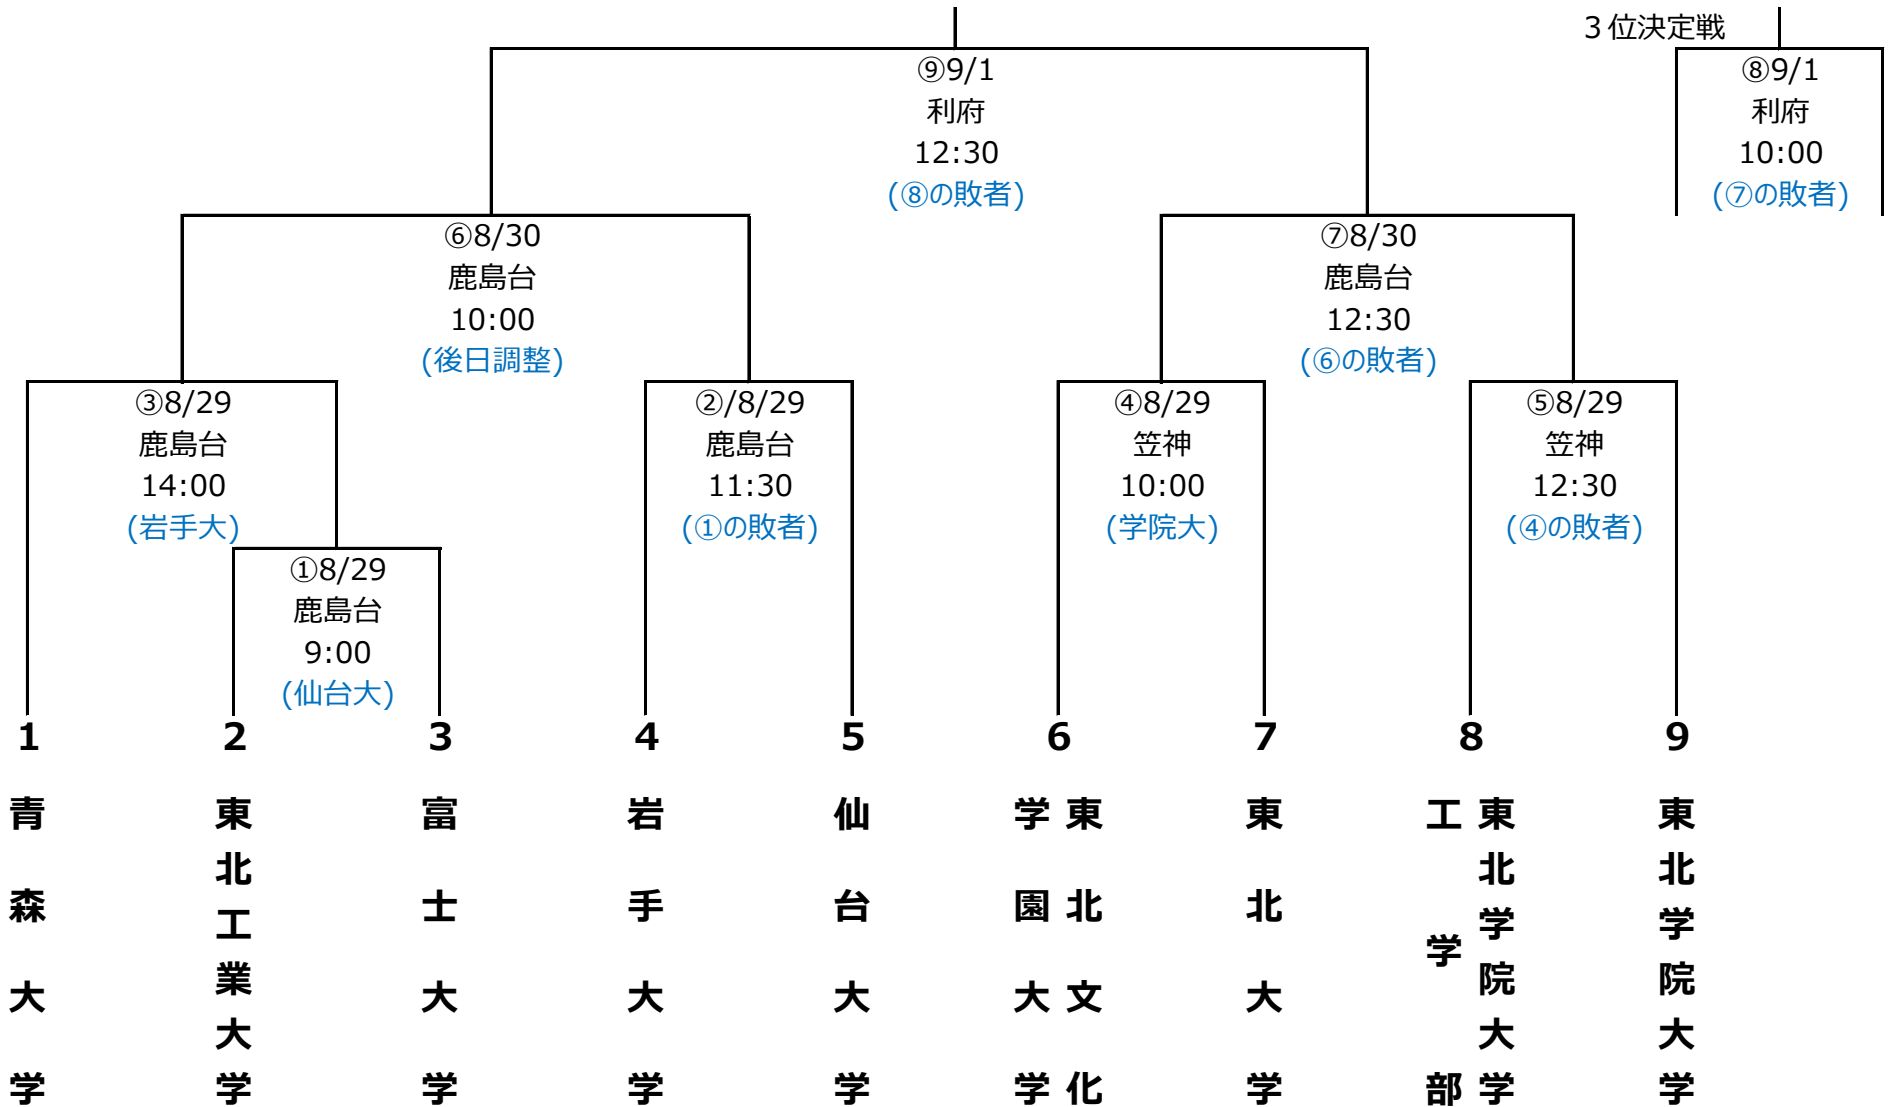 3位決定戦
⑨9/1
利府
12:30
(⑧の敗者)
⑧9/1
利府
10:00
(⑦の敗者)
⑥8/30
鹿島台
10:00
(後日調整)
⑦8/30
鹿島台
12:30
(⑥の敗者)
③8/29
鹿島台
14:00
(岩手大)
②/8/29
鹿島台
11:30
(①の敗者)
④8/29
笠神
10:00
(学院大)
⑤8/29
笠神
12:30
(④の敗者)
①8/29
鹿島台
9:00
(仙台大)
1
青森大学
2
東北工業大学
3
富士大学
4
岩手大学
5
仙台大学
6
東北文化
学園大学
7
東北大学
8
東北学院大学
工学部
9
東北学院大学